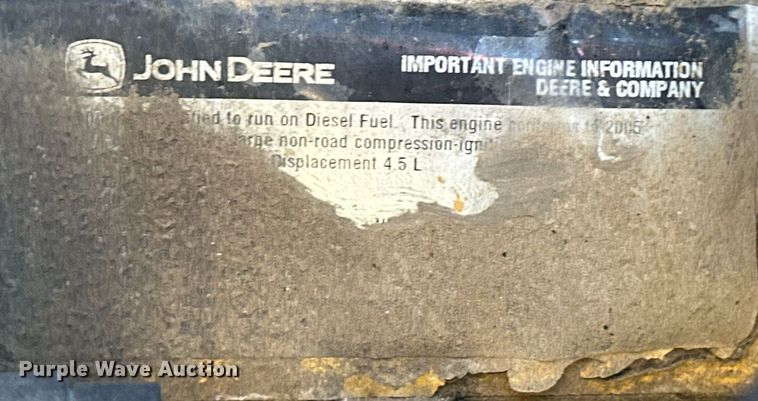 JOHN DEERE
IMPORTANT ENGINE INFORMATION
DEERE & COMPANY
to run on Diesel Fuel. This engine 2005
non-road compression-
Displacement 4.5 L
Purple Wave Auction